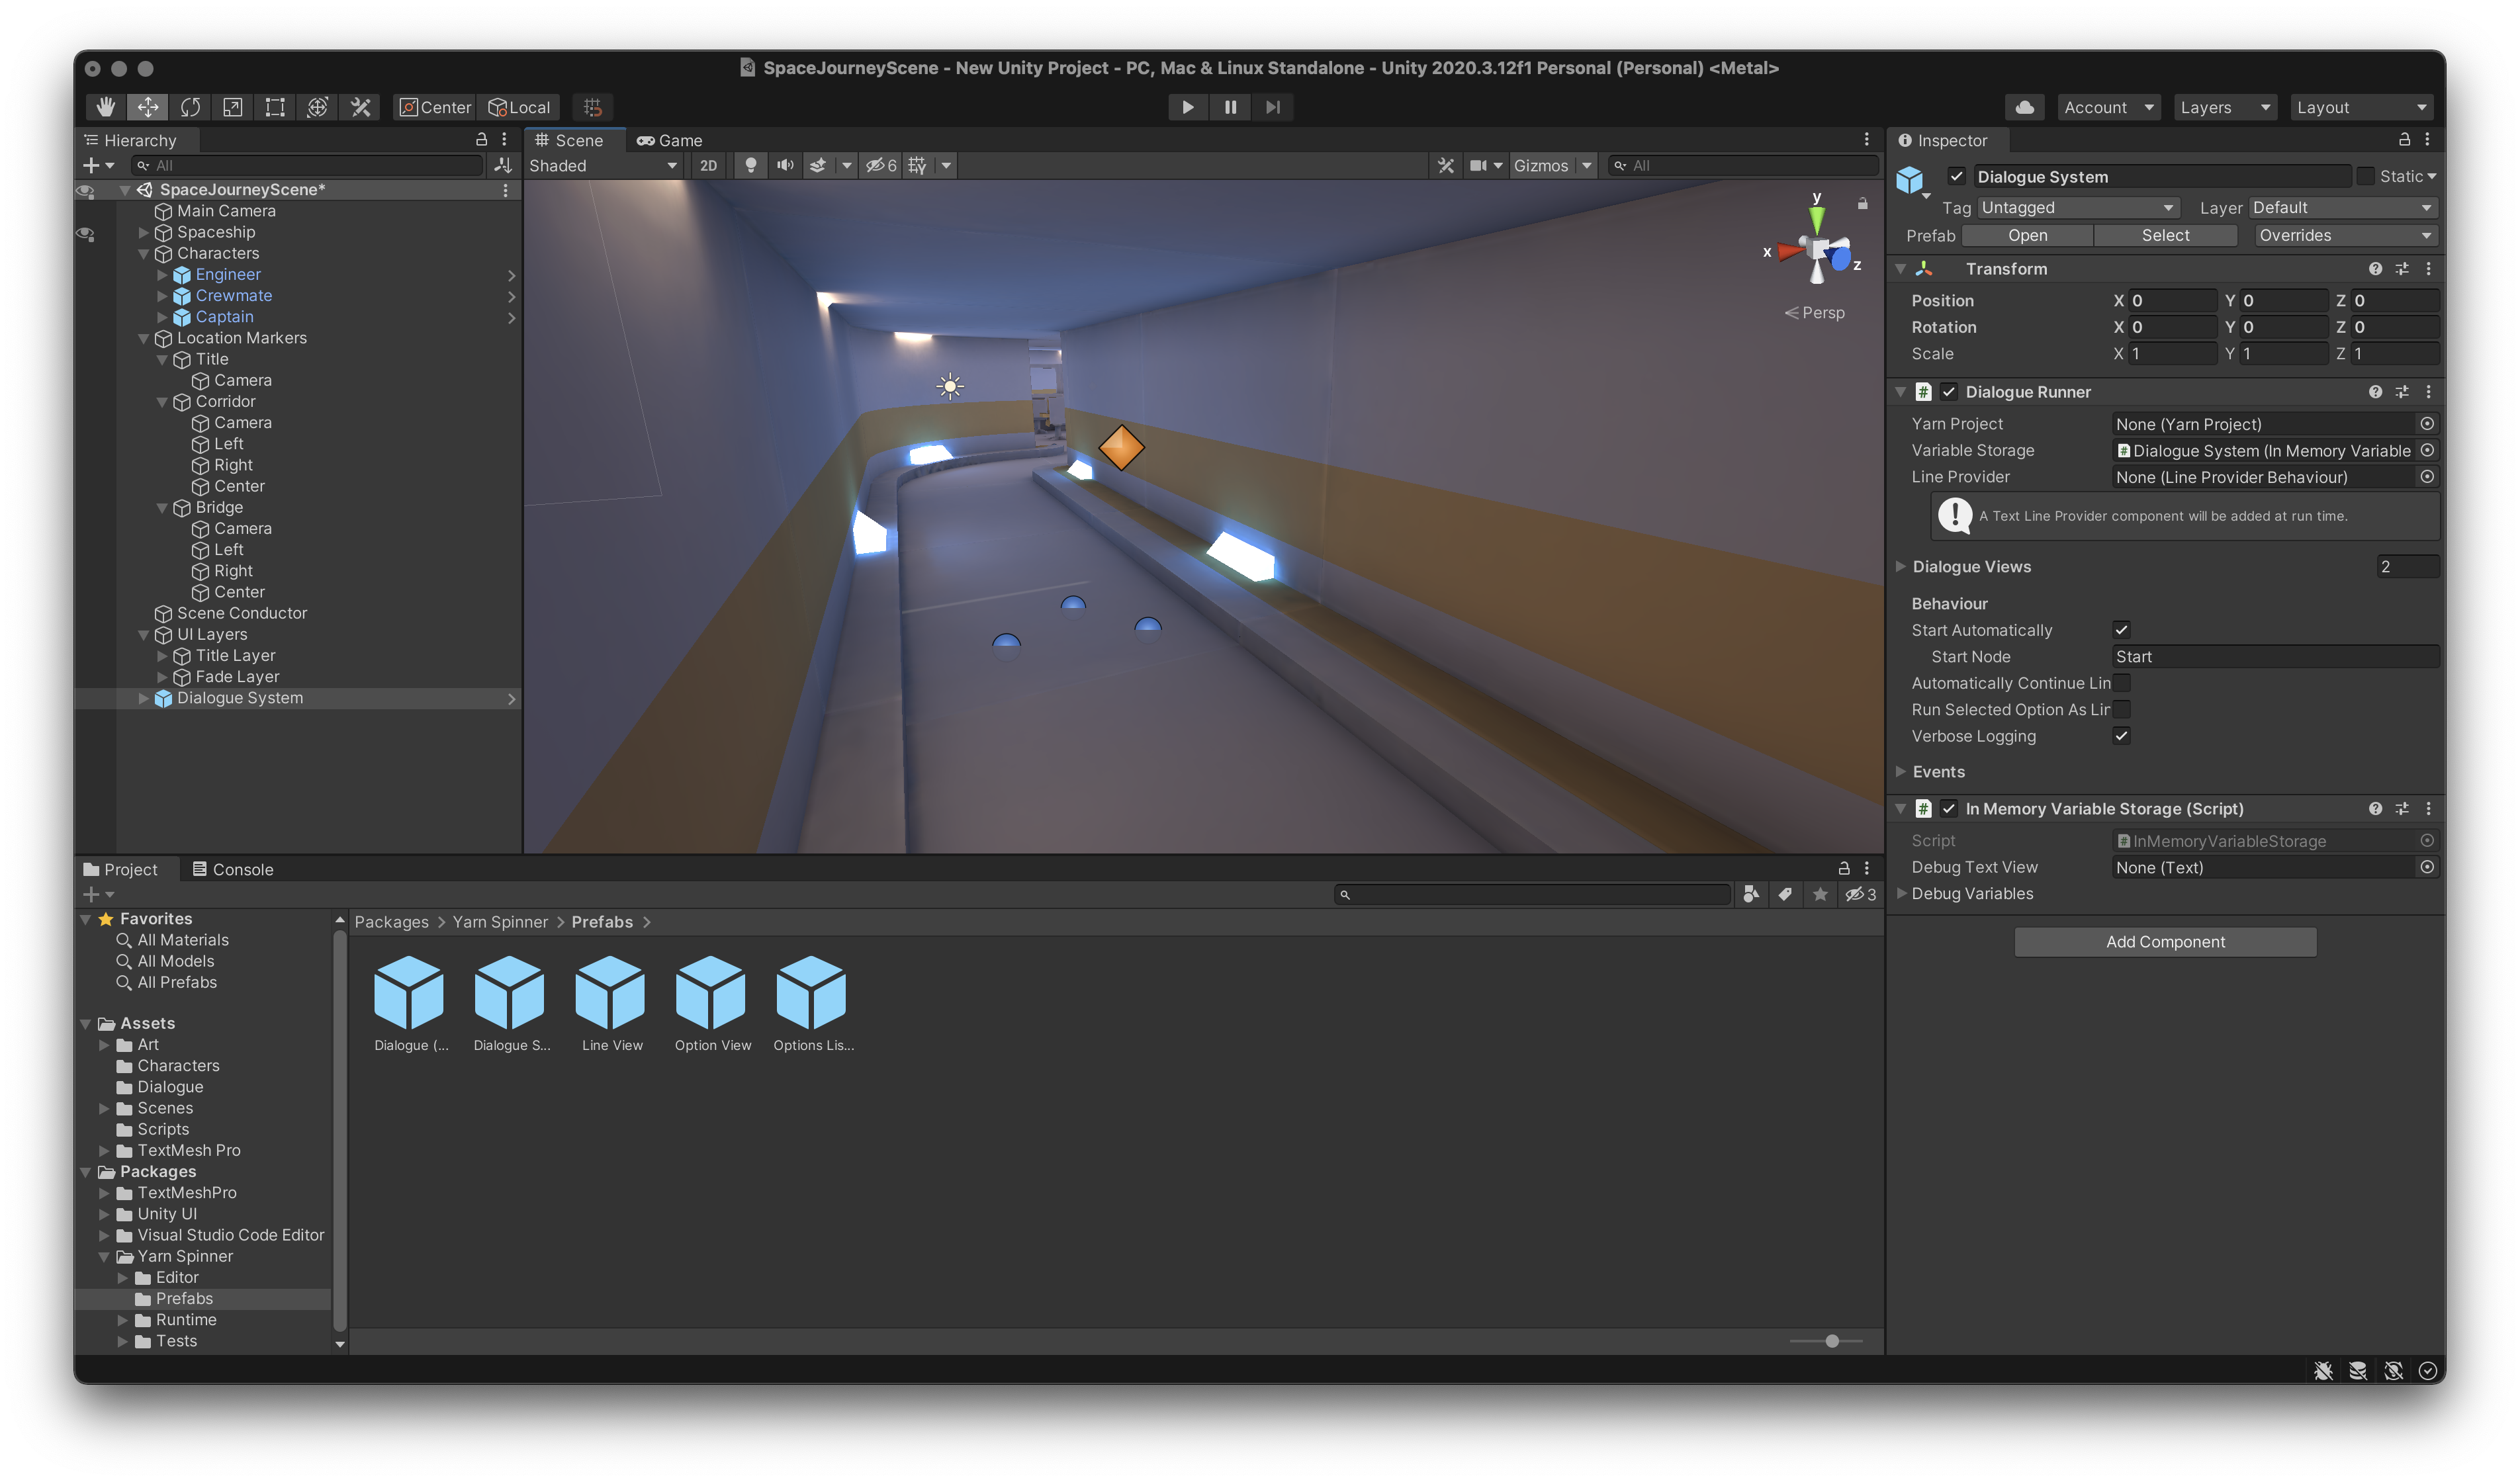 SpaceJourneyScene - New Unity Project - PC, Mac & Linux Standalone - Unity 2020.3.12f1 Personal (Personal) <Metal>
Center Local Account Layers Layout
Hierarchy
All
SpaceJourneyScene*
Main Camera
Spaceship
Characters
Engineer
Crewmate
Captain
Location Markers
Title
Camera
Corridor
Camera
Left
Right
Center
Bridge
Camera
Left
Right
Center
Scene Conductor
UI Layers
Title Layer
Fade Layer
Dialogue System
Scene Game
Shaded 2D 6 Gizmos All
y
x
z
Persp
Inspector
Dialogue System Static
Tag Untagged Layer Default
Prefab Open Select Overrides
Transform
Position X 0 Y 0 Z 0
Rotation X 0 Y 0 Z 0
Scale X 1 Y 1 Z 1
# Dialogue Runner
Yarn Project None (Yarn Project)
Variable Storage # Dialogue System (In Memory Variable
Line Provider None (Line Provider Behaviour)
A Text Line Provider component will be added at run time.
Dialogue Views 2
Behaviour
Start Automatically
Start Node Start
Automatically Continue Lin
Run Selected Option As Lin
Verbose Logging
Events
# In Memory Variable Storage (Script)
Script # InMemoryVariableStorage
Debug Text View None (Text)
Debug Variables
Add Component
Project Console
3
Favorites
All Materials
All Models
All Prefabs
Assets
Art
Characters
Dialogue
Scenes
Scripts
TextMesh Pro
Packages
TextMeshPro
Unity UI
Visual Studio Code Editor
Yarn Spinner
Editor
Prefabs
Runtime
Tests
Packages > Yarn Spinner > Prefabs >
Dialogue (... Dialogue S... Line View Option View Options Lis...